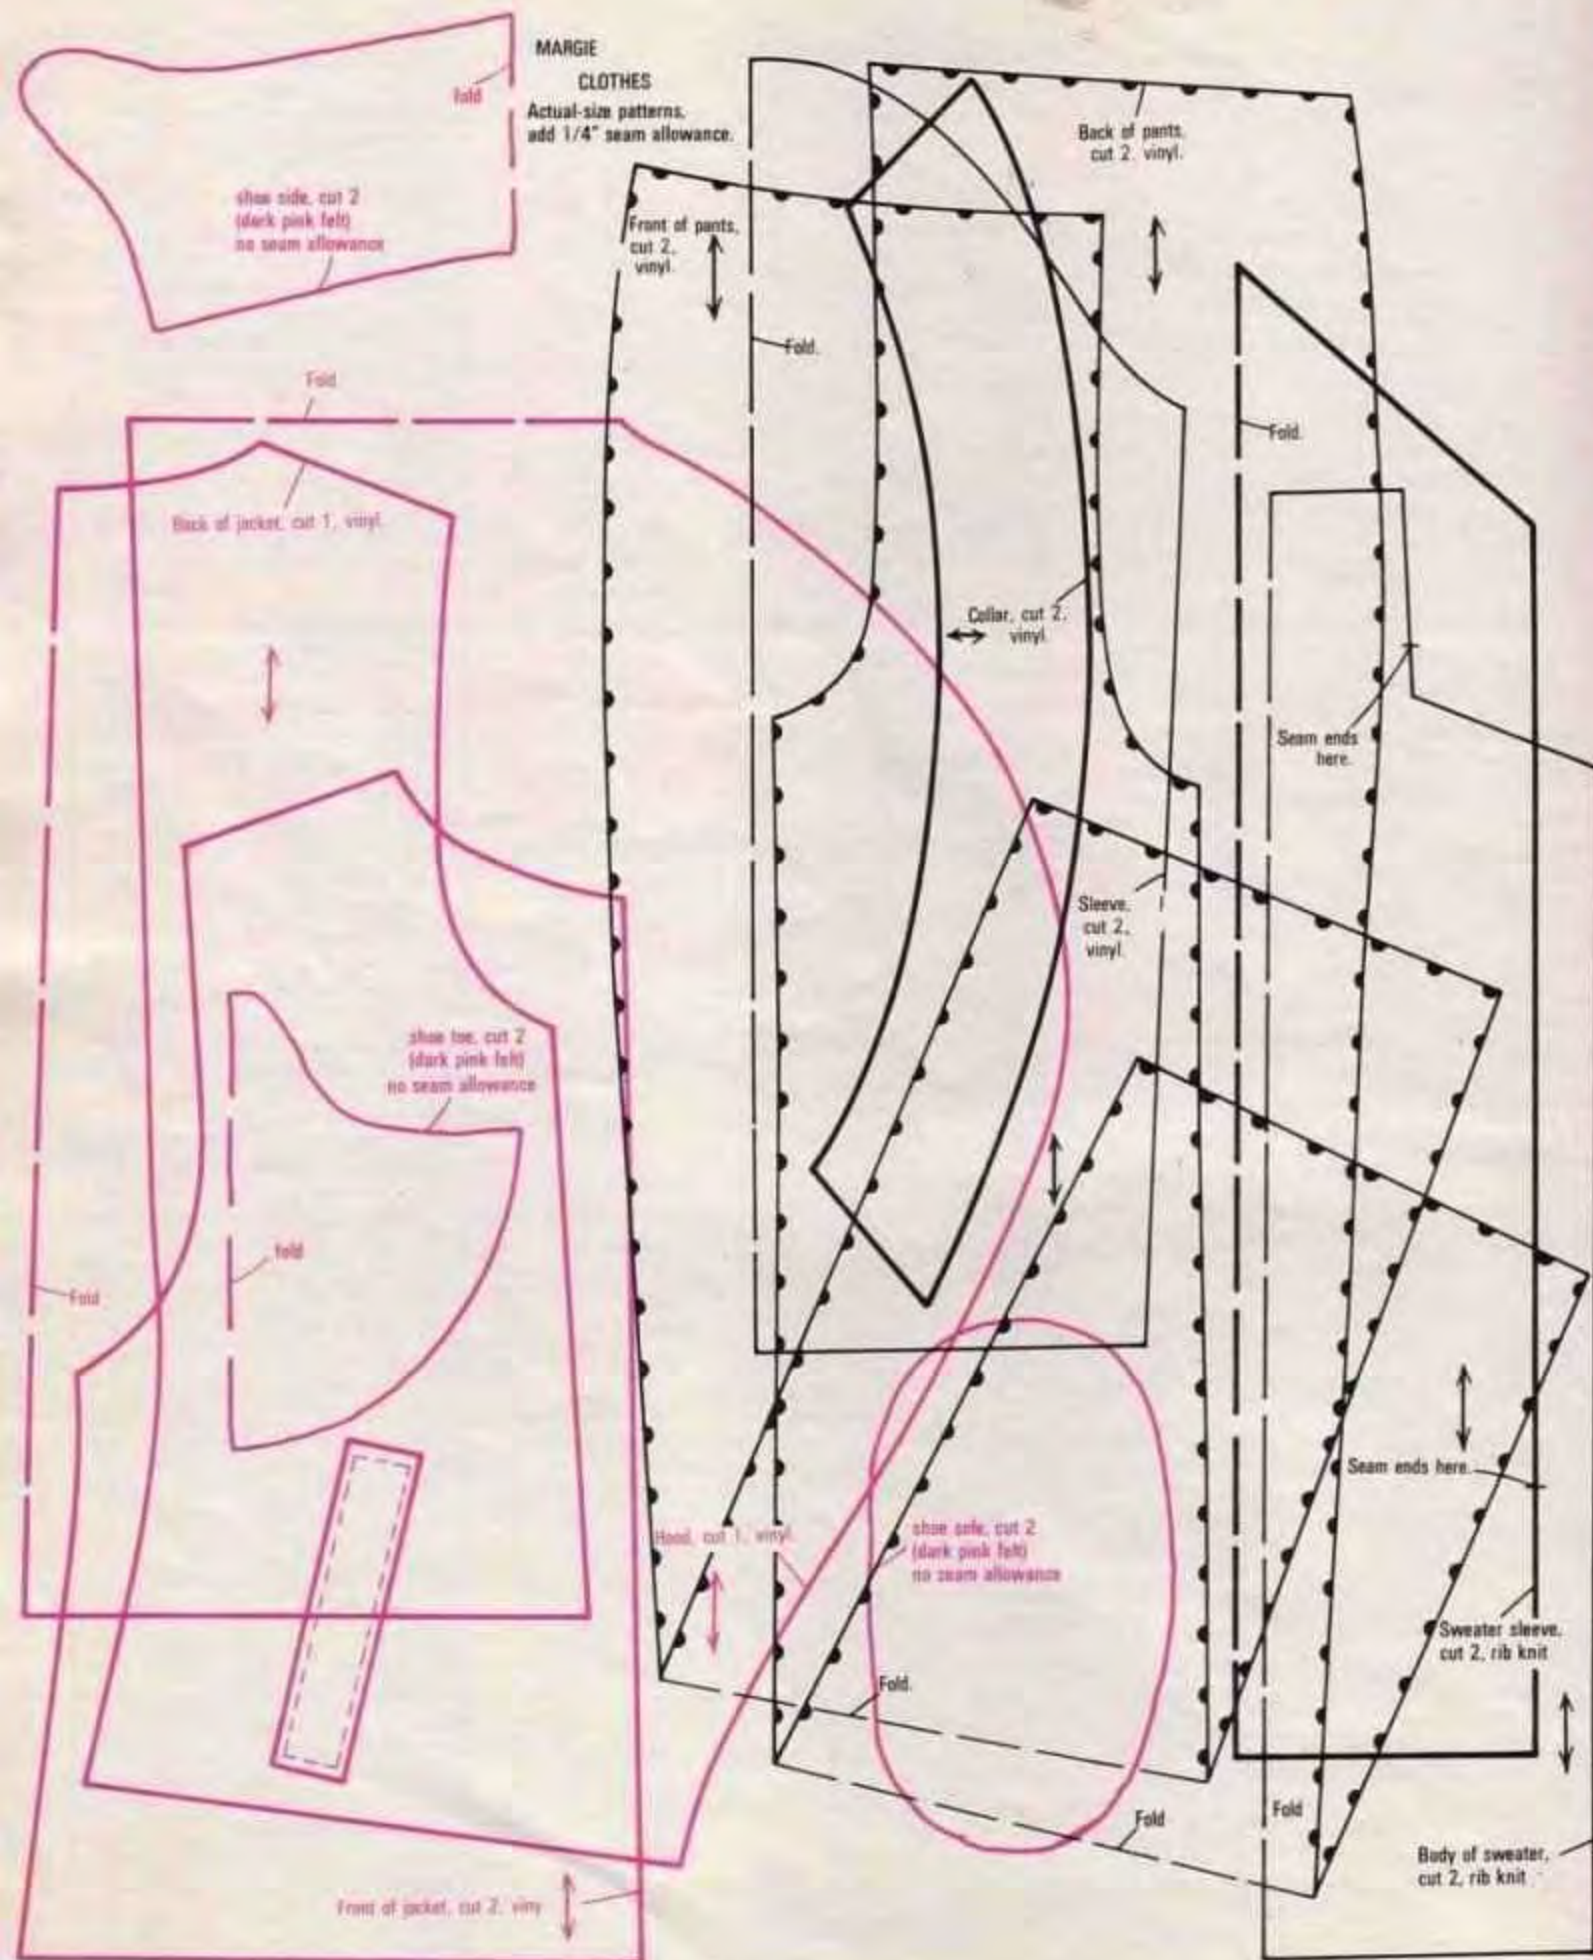 MARGIE
CLOTHES
Actual-size patterns,
add 1/4" seam allowance.
fold
shoe side, cut 2
(dark pink felt)
no seam allowance
Back of pants,
cut 2, vinyl.
Front of pants,
cut 2,
vinyl.
Fold.
Fold
Fold.
Back of jacket, cut 1, vinyl.
Collar, cut 2,
vinyl.
Seam ends
here.
Sleeve,
cut 2,
vinyl.
shoe toe, cut 2
(dark pink felt)
no seam allowance
fold
Fold
Seam ends here.
Hood, cut 1, vinyl.
shoe sole, cut 2
(dark pink felt)
no seam allowance
Sweater sleeve,
cut 2, rib knit
Fold.
Fold
Fold
Body of sweater,
cut 2, rib knit
Front of jacket, cut 2, viny